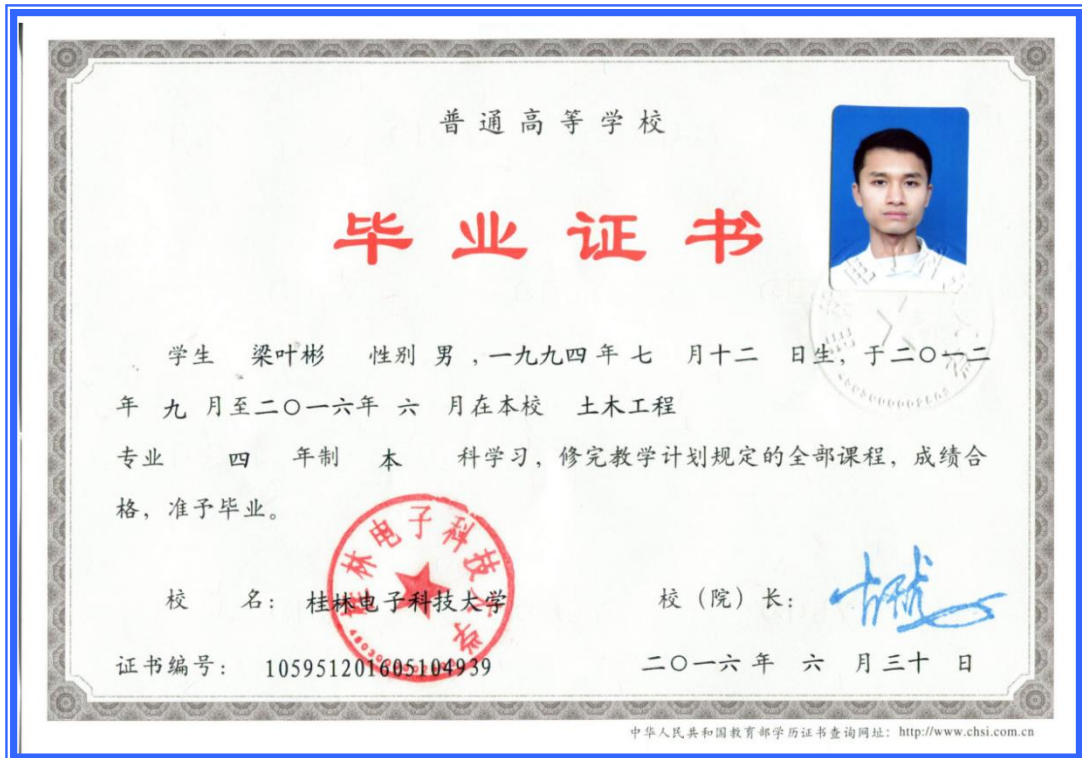 普通高等学校
毕业证书
学生 梁叶彬 性别 男 ,一九九四 年 七 月十二 日生, 于二〇一二
年 九 月至二〇一六年 六 月在本校 土木工程
专业 四 年制 本 科学习, 修完教学计划规定的全部课程, 成绩合
格, 准予毕业。
桂林电子科技大学
校 名: 桂林电子科技大学 校(院)长:
证书编号: 105951201605104939 二〇一六 年 六 月三十 日
中华人民共和国教育部学历证书查询网址: http://www.chsi.com.cn